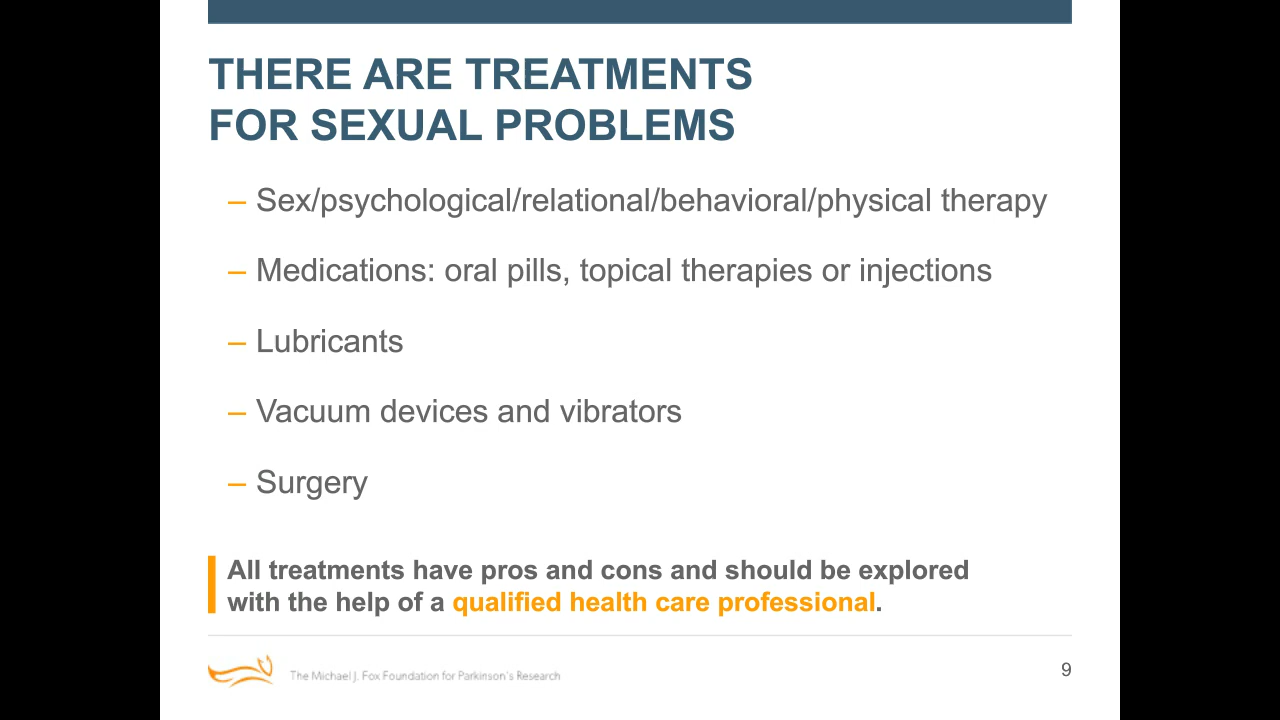 THERE ARE TREATMENTS
FOR SEXUAL PROBLEMS
– Sex/psychological/relational/behavioral/physical therapy
– Medications: oral pills, topical therapies or injections
– Lubricants
– Vacuum devices and vibrators
– Surgery
All treatments have pros and cons and should be explored
with the help of a qualified health care professional.
The Michael J. Fox Foundation for Parkinson's Research
9